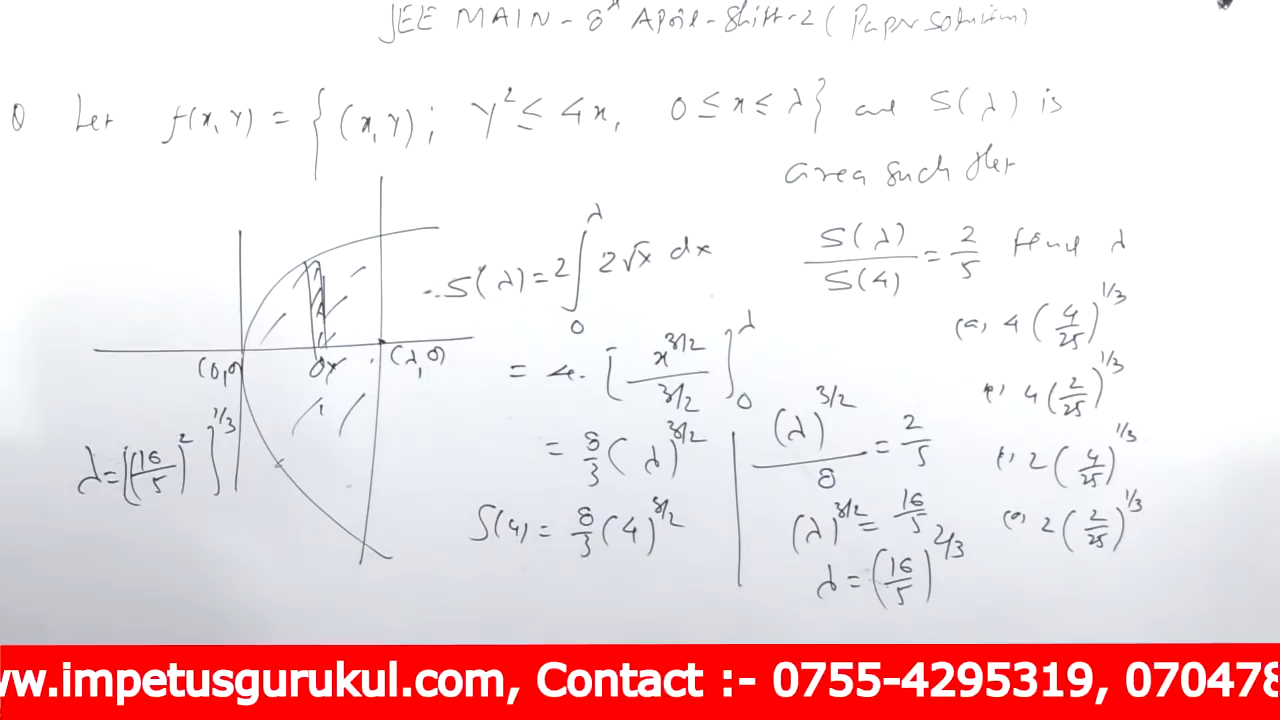 JEE MAIN - 8th April - Shift-2 ( Paper Solution)
Q Let f(x, Y) = {(x, Y); Y² ≤ 4x, 0 ≤ x ≤ λ} and S(λ) is
area such that
S(λ)/S(4) = 2/5 find λ
(a) 4(4/25)^1/3
4(2/25)^1/3
2(4/25)^1/3
2(2/25)^1/3
S(λ) = 2∫₀^λ 2√x dx
= 4. [x^3/2 / 3/2]₀^λ
= 8/3 (λ)^3/2
S(4) = 8/3 (4)^3/2
(λ)^3/2 / 8 = 2/5
(λ)^3/2 = 16/5
λ = (16/5)^2/3
(0,0) (λ, 0)
λ = [(16/5)^2]^1/3
ww.impetusgurukul.com, Contact :- 0755-4295319, 070478